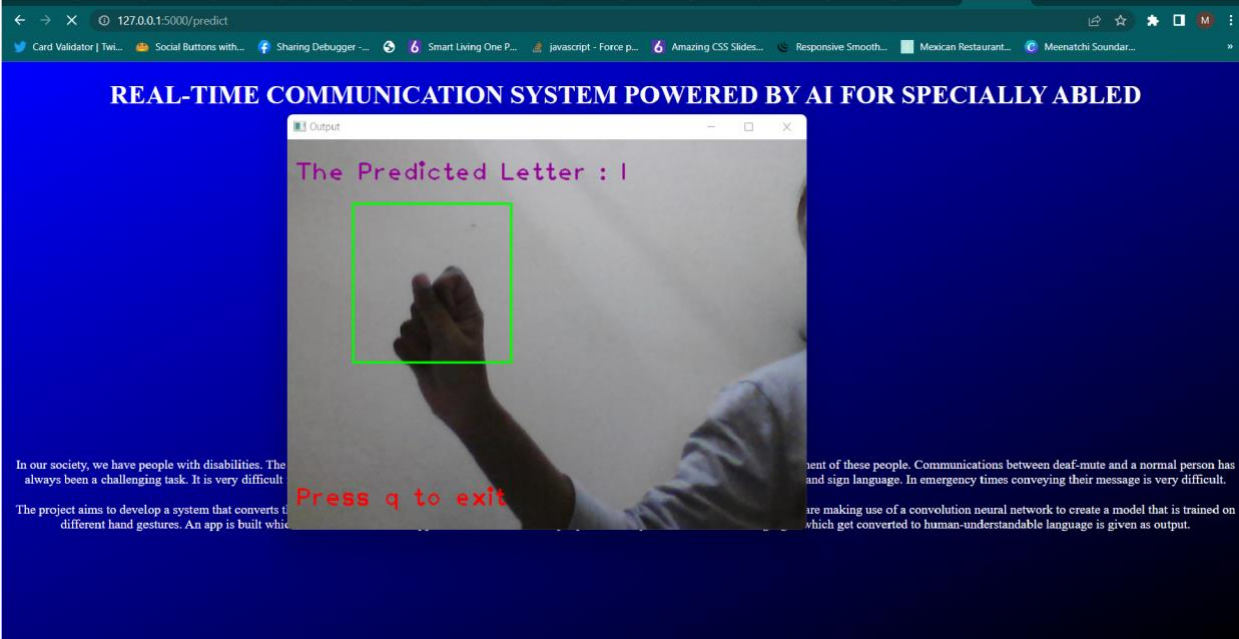 127.0.0.1:5000/predict
M
Card Validator | Twi...
Social Buttons with...
Sharing Debugger -...
Smart Living One P...
javascript - Force p...
Amazing CSS Slides...
Responsive Smooth...
Mexican Restaurant...
Meenatchi Soundar...
»
REAL-TIME COMMUNICATION SYSTEM POWERED BY AI FOR SPECIALLY ABLED
Output
The Predicted Letter : I
Press q to exit
In our society, we have people with disabilities. The
ment of these people. Communications between deaf-mute and a normal person has
always been a challenging task. It is very difficult
and sign language. In emergency times conveying their message is very difficult.
The project aims to develop a system that converts
are making use of a convolution neural network to create a model that is trained on
different hand gestures. An app is built
which get converted to human-understandable language is given as output.